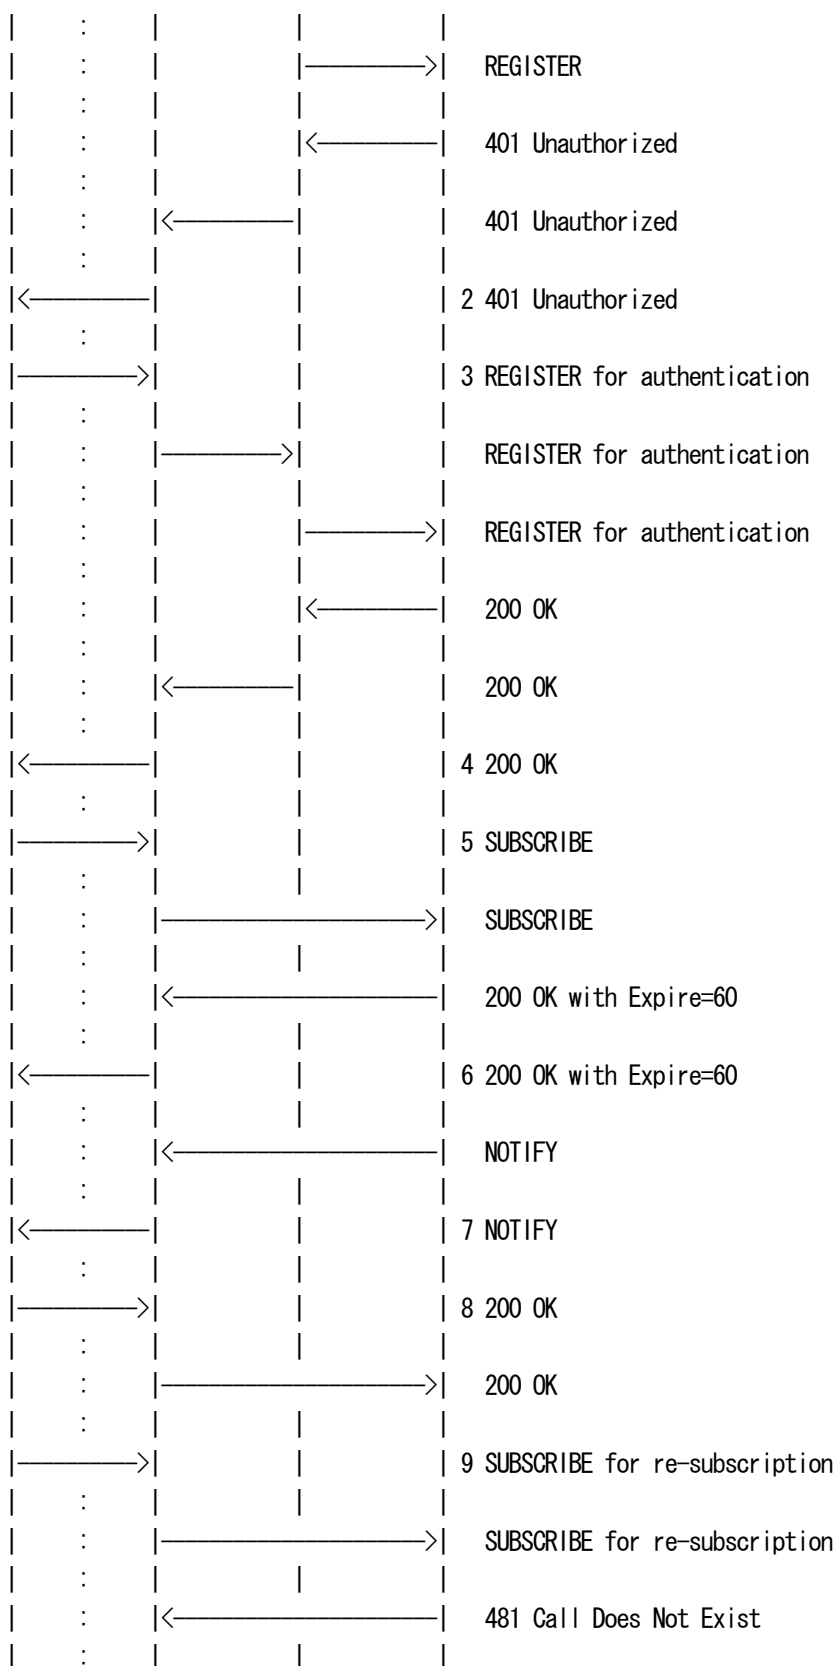 REGISTER
401 Unauthorized
401 Unauthorized
2 401 Unauthorized
3 REGISTER for authentication
REGISTER for authentication
REGISTER for authentication
200 OK
200 OK
4 200 OK
5 SUBSCRIBE
SUBSCRIBE
200 OK with Expire=60
6 200 OK with Expire=60
NOTIFY
7 NOTIFY
8 200 OK
200 OK
9 SUBSCRIBE for re-subscription
SUBSCRIBE for re-subscription
481 Call Does Not Exist